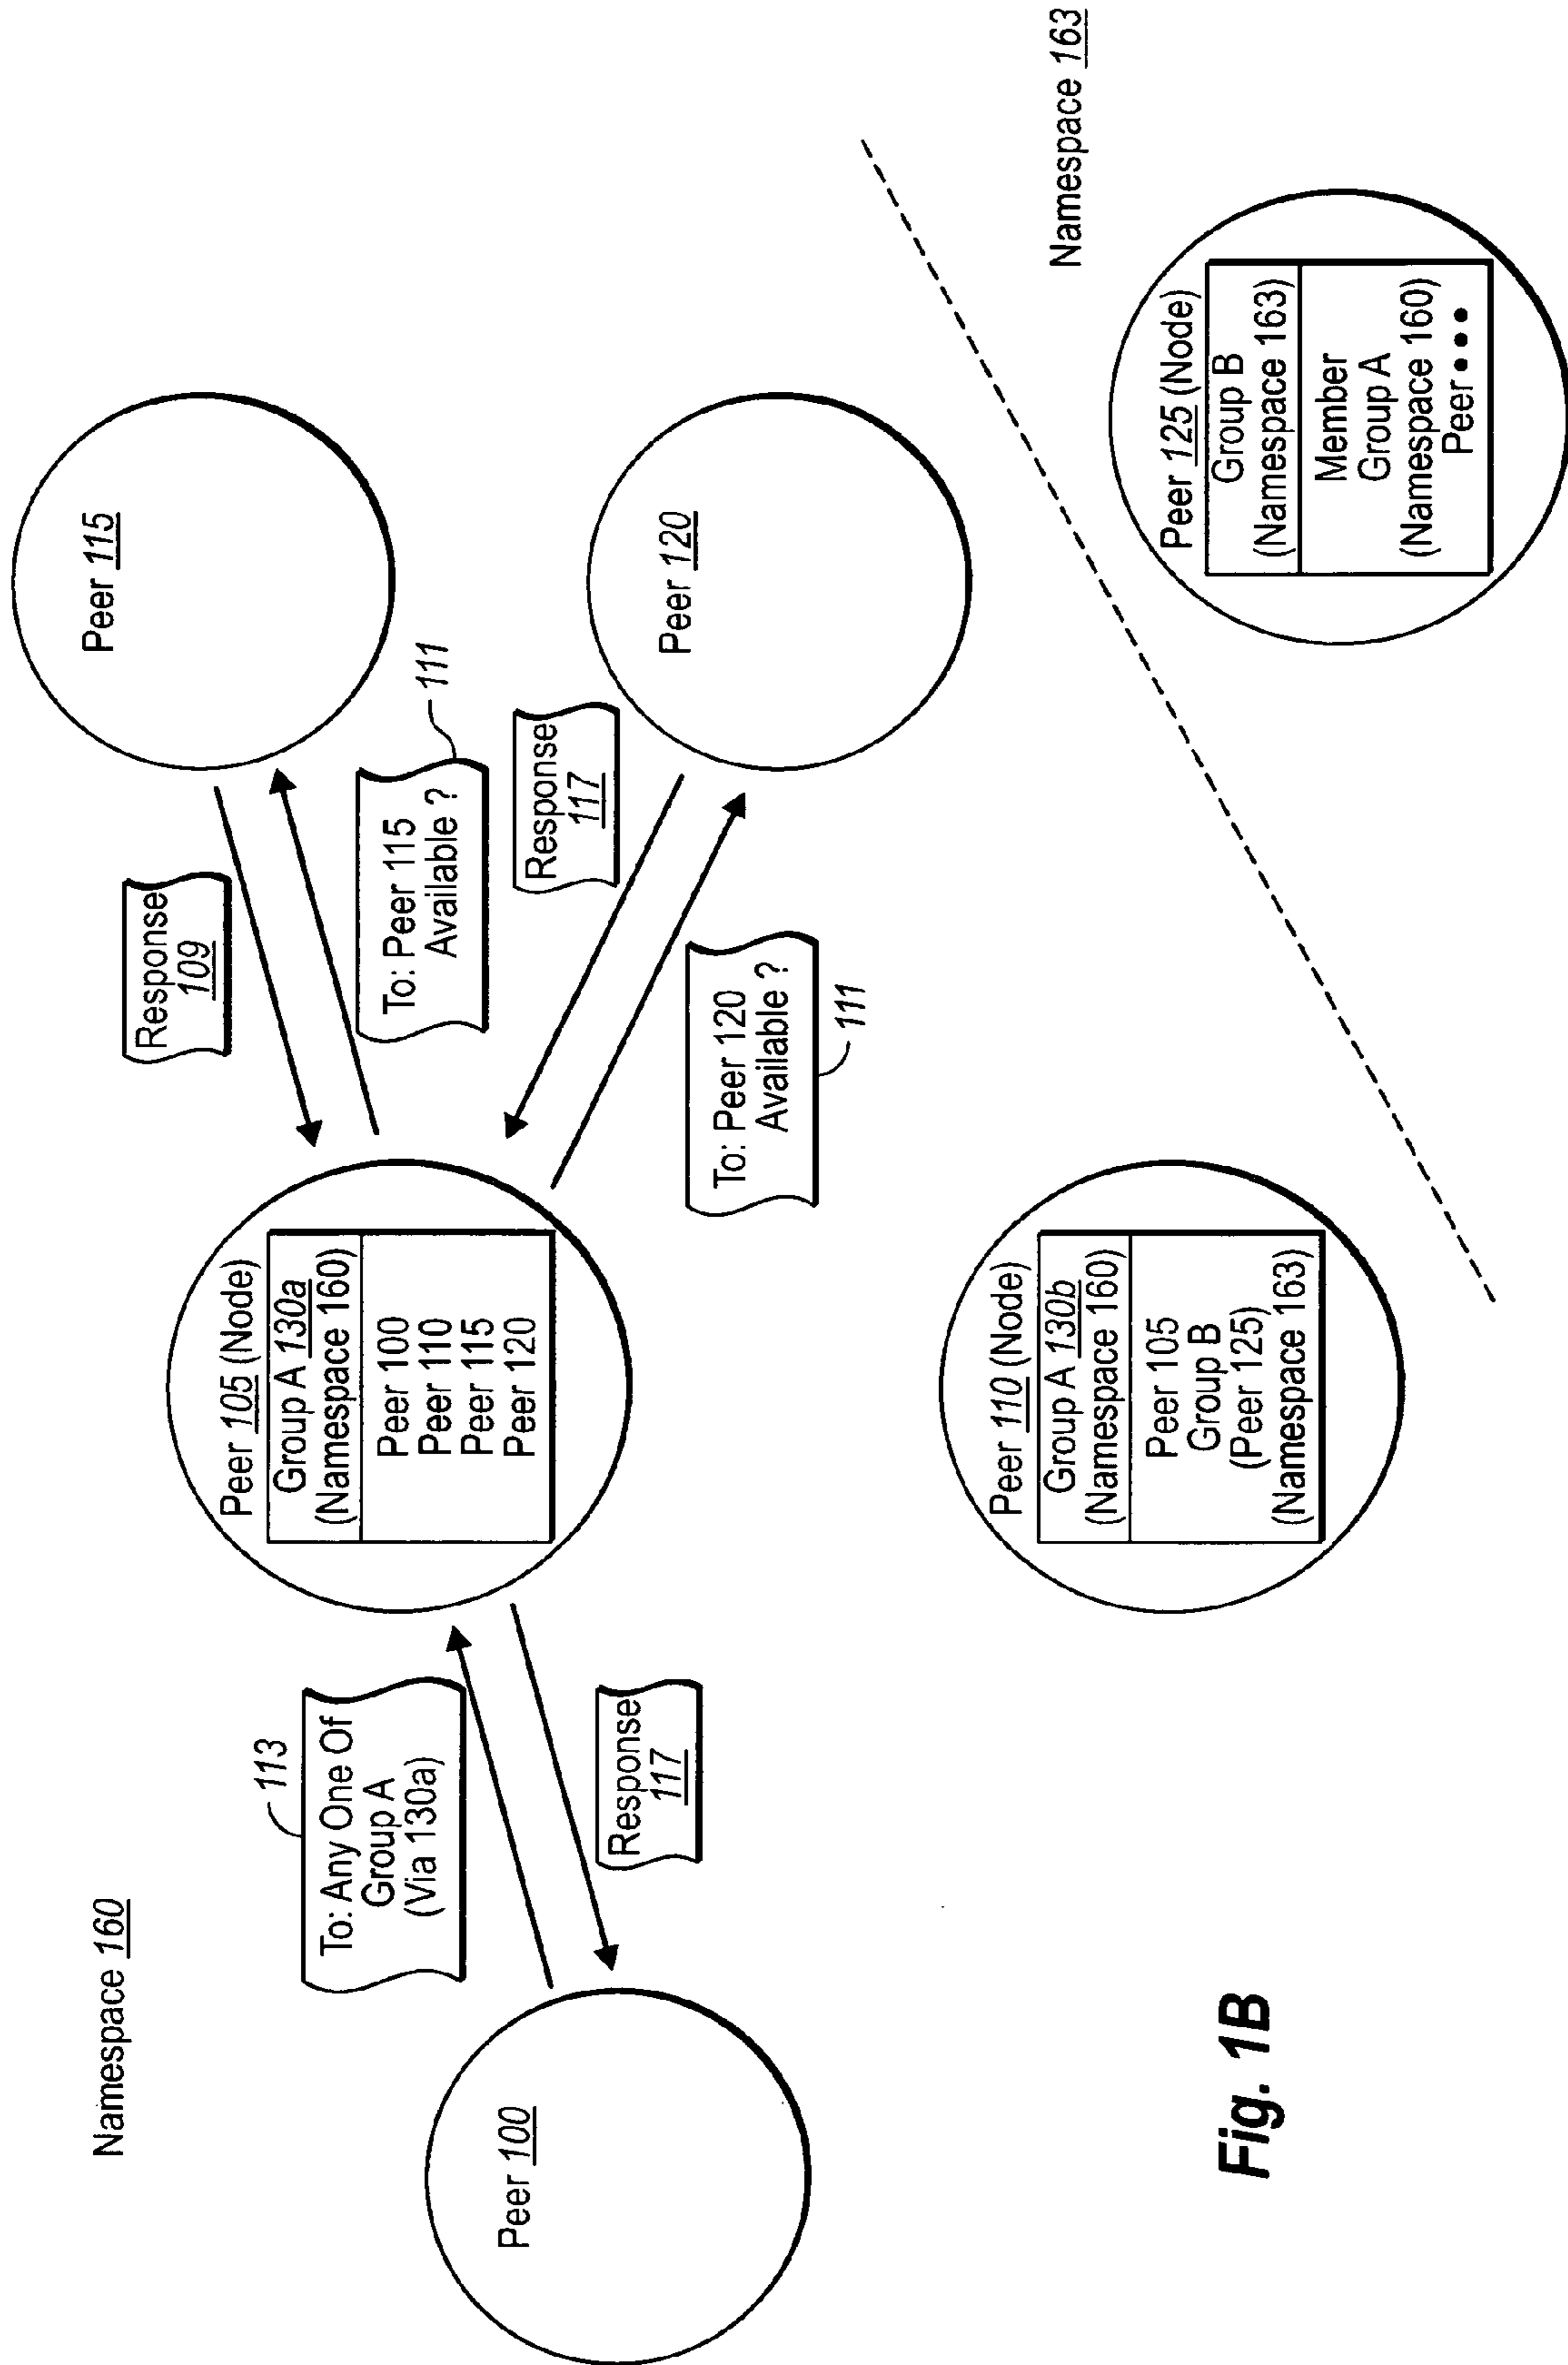 Namespace 160
113
To: Any One Of
Group A
(Via 130a)
Response
117
Peer 100
Peer 105 (Node)
Group A 130a
(Namespace 160)
Peer 100
Peer 110
Peer 115
Peer 120
Response
109
To: Peer 115
Available ?
111
Peer 115
Response
117
To: Peer 120
Available ?
111
Peer 120
Peer 110 (Node)
Group A 130b
(Namespace 160)
Peer 105
Group B
(Peer 125)
(Namespace 163)
Namespace 163
Peer 125 (Node)
Group B
(Namespace 163)
Member
Group A
(Namespace 160)
Peer •••
Fig. 1B